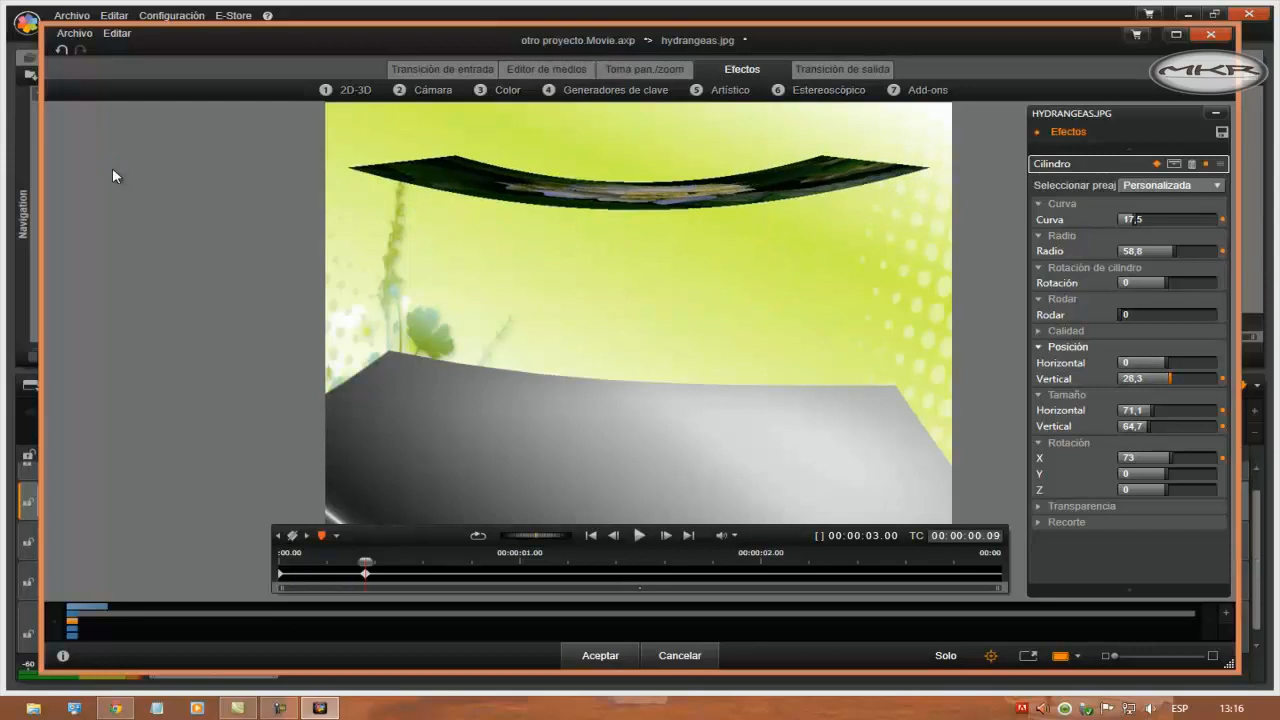 Archivo Editar Configuración E-Store ?
Archivo Editar
otro proyecto.Movie.axp -> hydrangeas.jpg
MKR
Transición de entrada Editor de medios Toma pan./zoom Efectos Transición de salida
1 2D-3D 2 Cámara 3 Color 4 Generadores de clave 5 Artístico 6 Estereoscópico 7 Add-ons
HYDRANGEAS.JPG
Efectos
Cilindro
Seleccionar preaj Personalizada
Curva
Curva 17,5
Radio
Radio 58,8
Rotación de cilindro
Rotación 0
Rodar
Rodar 0
Calidad
Posición
Horizontal 0
Vertical 28,3
Tamaño
Horizontal 71,1
Vertical 64,7
Rotación
X 73
Y 0
Z 0
Transparencia
Recorte
Navigation
[ ] 00:00:03.00 TC 00:00:00.09
:00.00 00:00:01.00 00:00:02.00 00:00
Aceptar Cancelar Solo
-60
ESP 13:16